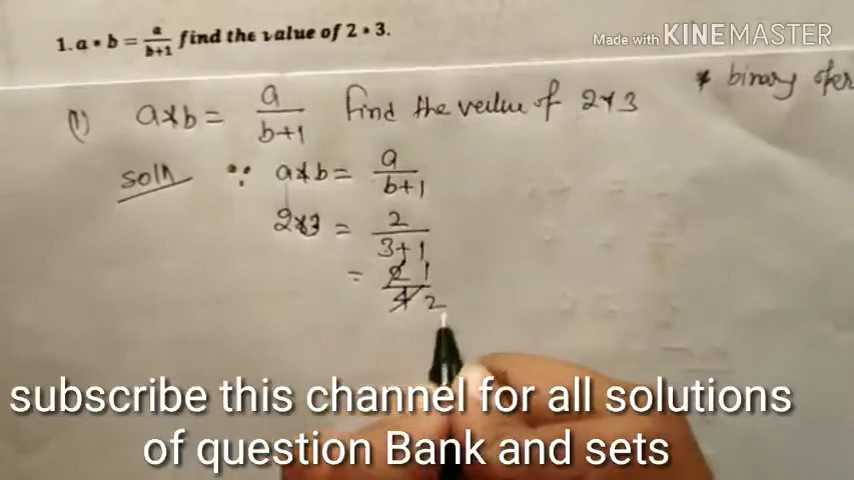 1. a * b = a/(b+1) find the value of 2 * 3.
Made with KINEMASTER
* binary oper
(1) a*b = a/(b+1) find the value of 2*3
soln ∵ a*b = a/(b+1)
2*3 = 2/(3+1)
= 2 1/4 2
subscribe this channel for all solutions
of question Bank and sets